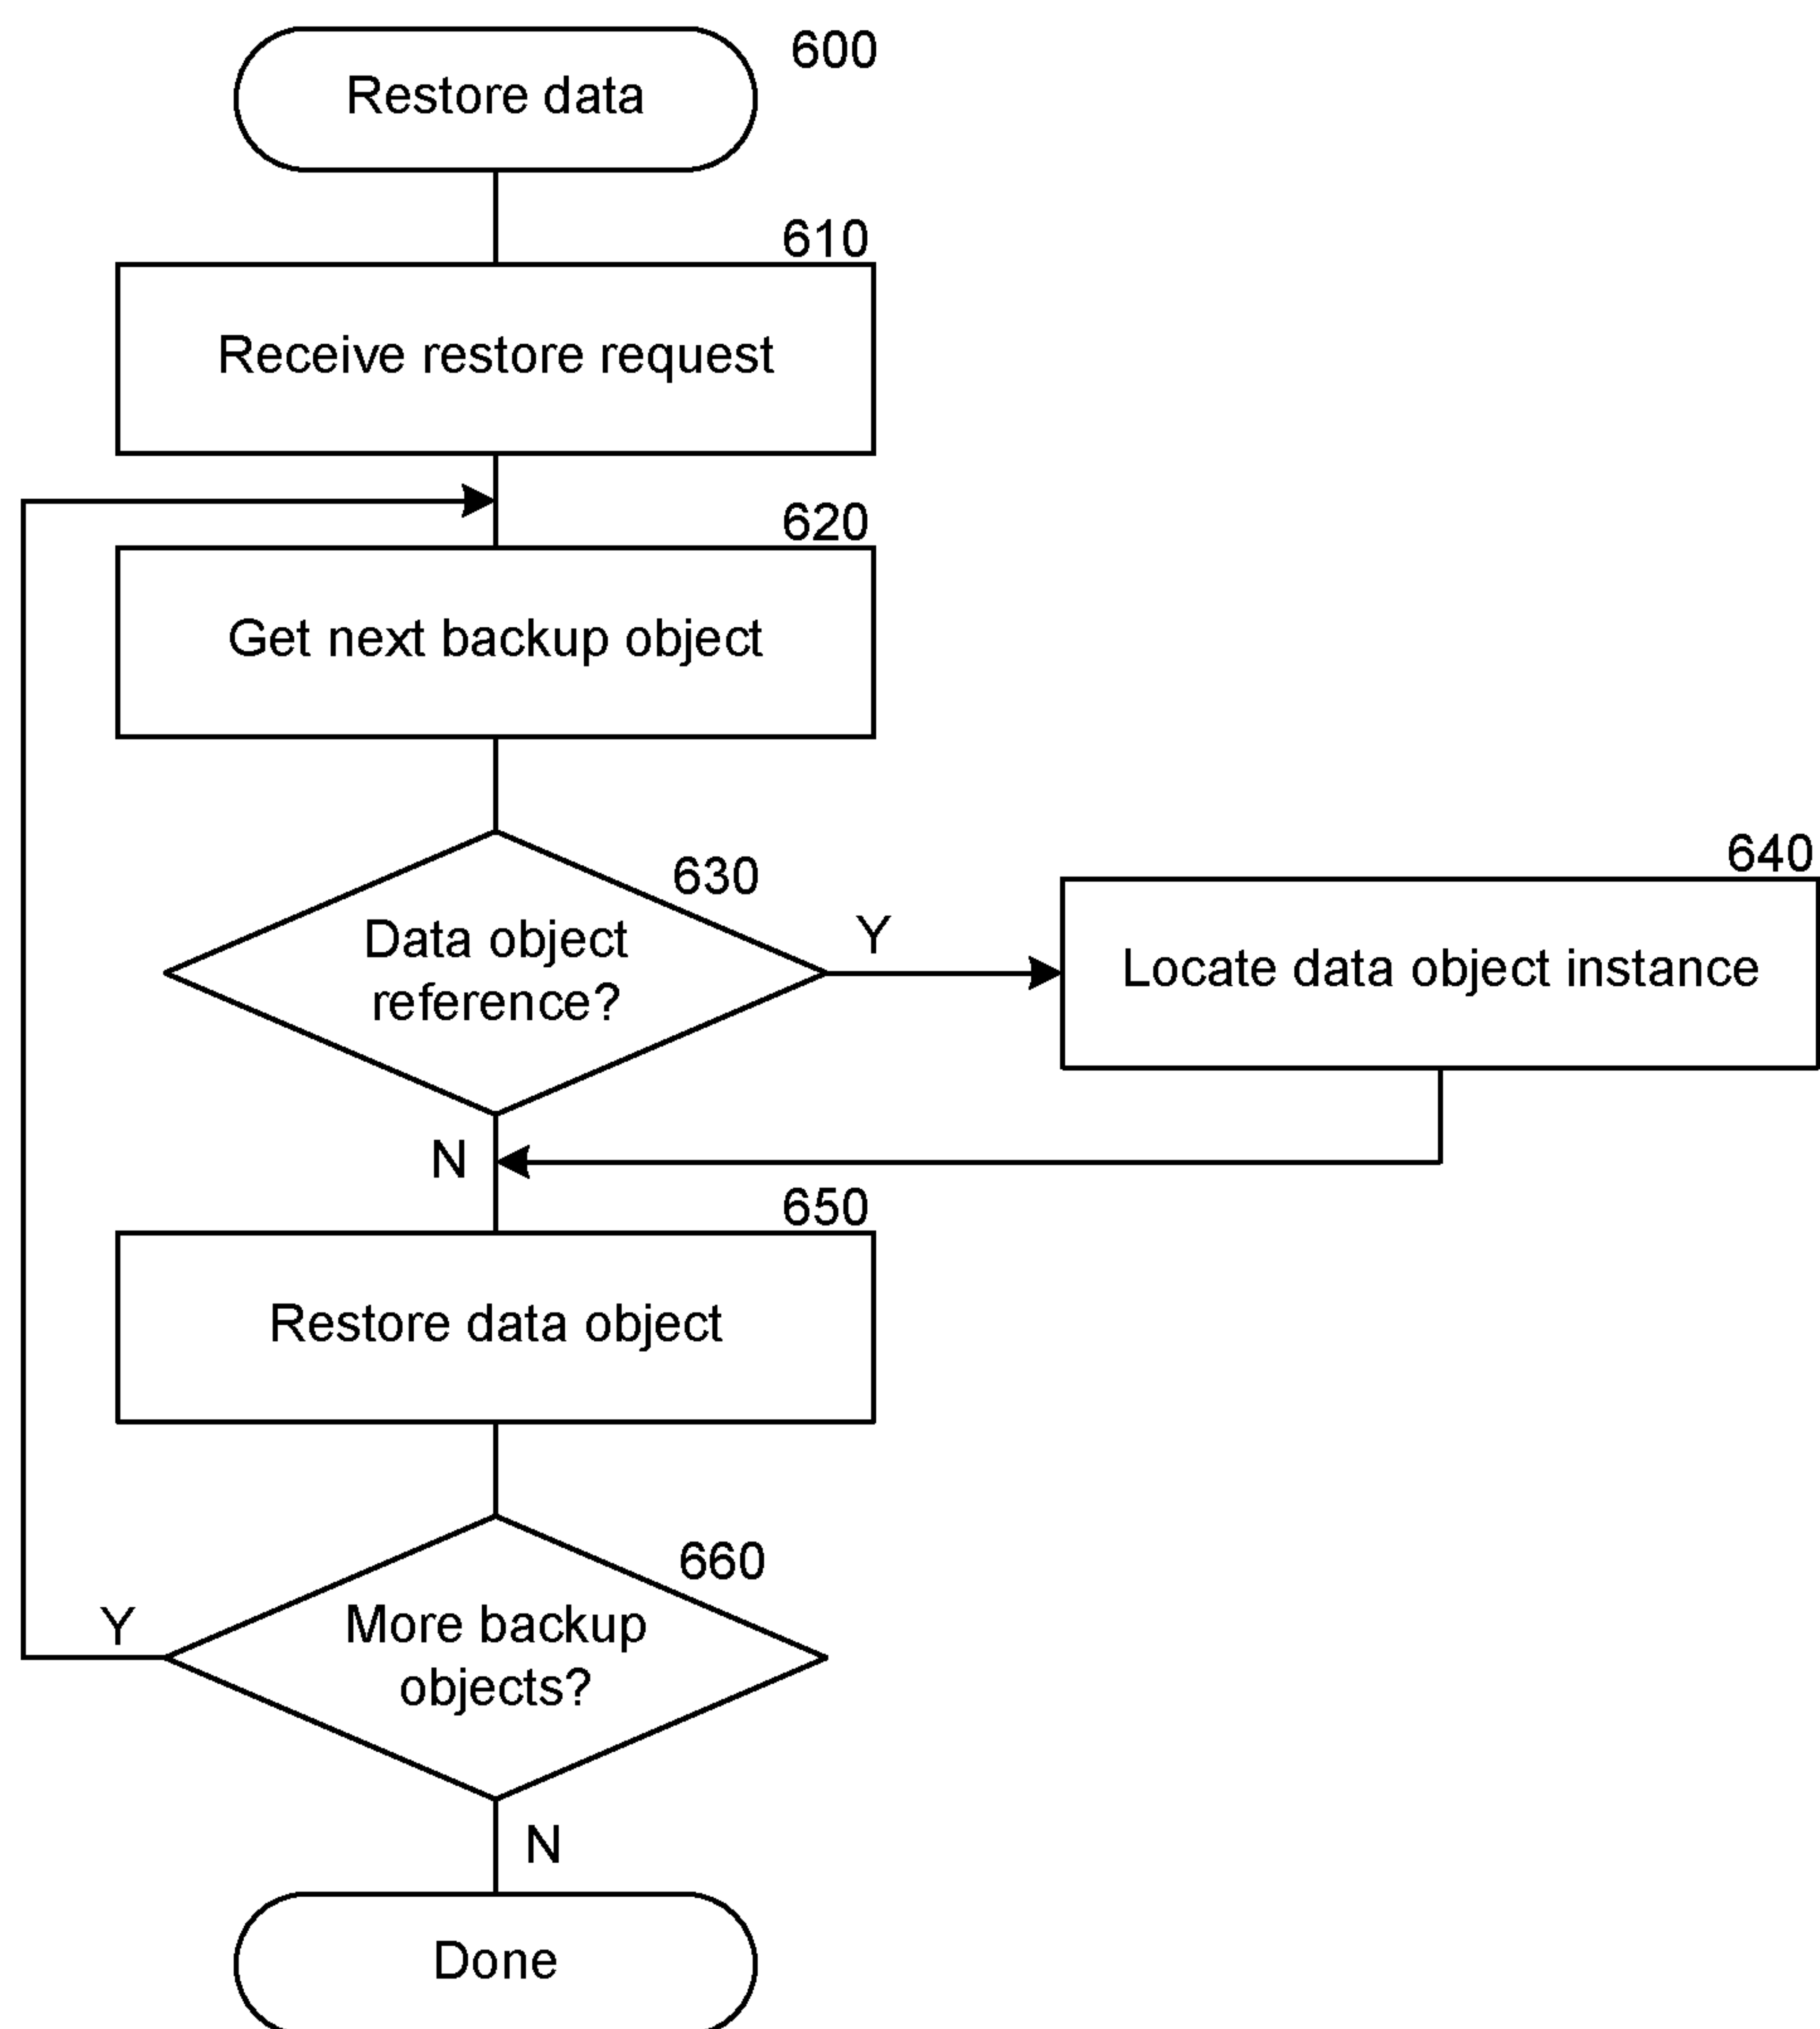 600
Restore data
610
Receive restore request
620
Get next backup object
630
Data object
reference?
Y
640
Locate data object instance
N
650
Restore data object
660
More backup
objects?
Y
N
Done